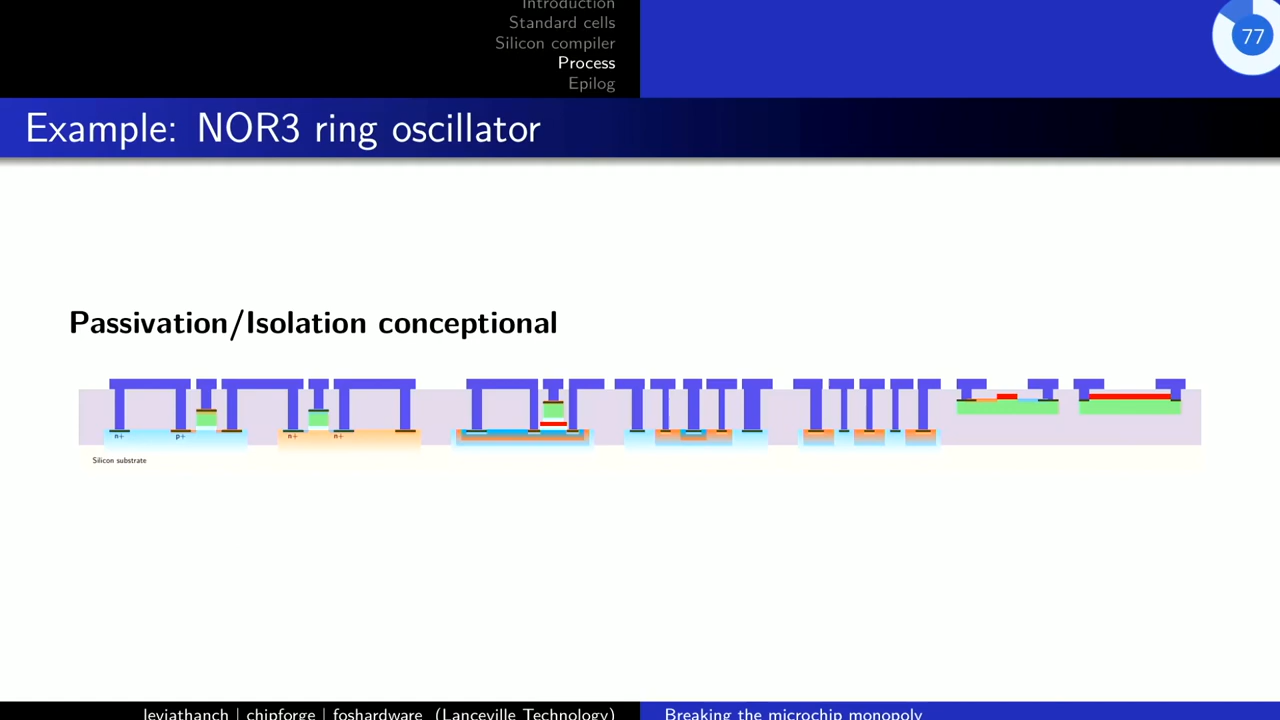 Introduction
Standard cells
Silicon compiler
Process
Epilog
77
Example: NOR3 ring oscillator
Passivation/Isolation conceptional
n+ p+ n+ n+
Silicon substrate
leviathanch | chipforge | foshardware (Lanceville Technology)
Breaking the microchip monopoly